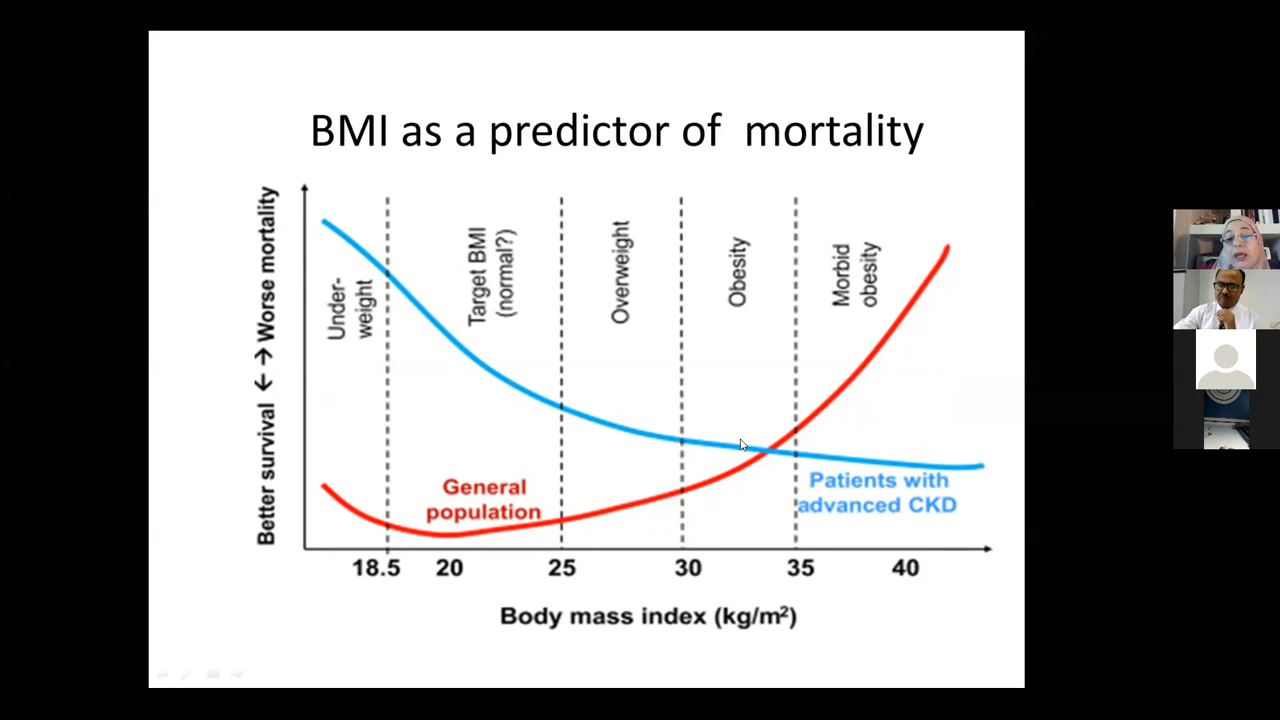 BMI as a predictor of  mortality
Better survival ← → Worse mortality
Under-
weight
Target BMI
(normal?)
Overweight
Obesity
Morbid
obesity
General
population
Patients with
advanced CKD
18.5 20 25 30 35 40
Body mass index (kg/m²)